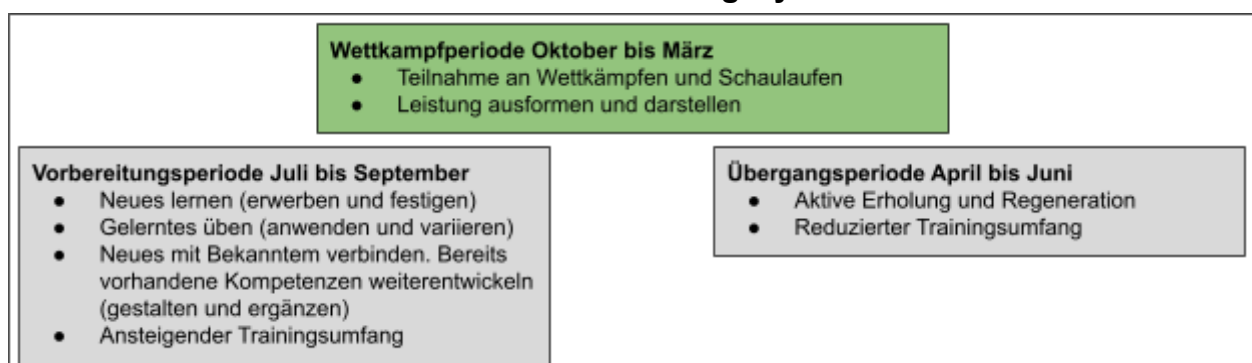 Wettkampfperiode Oktober bis März
● Teilnahme an Wettkämpfen und Schaulaufen
● Leistung ausformen und darstellen
Vorbereitungsperiode Juli bis September
● Neues lernen (erwerben und festigen)
● Gelerntes üben (anwenden und variieren)
● Neues mit Bekanntem verbinden. Bereits
vorhandene Kompetenzen weiterentwickeln
(gestalten und ergänzen)
● Ansteigender Trainingsumfang
Übergangsperiode April bis Juni
● Aktive Erholung und Regeneration
● Reduzierter Trainingsumfang